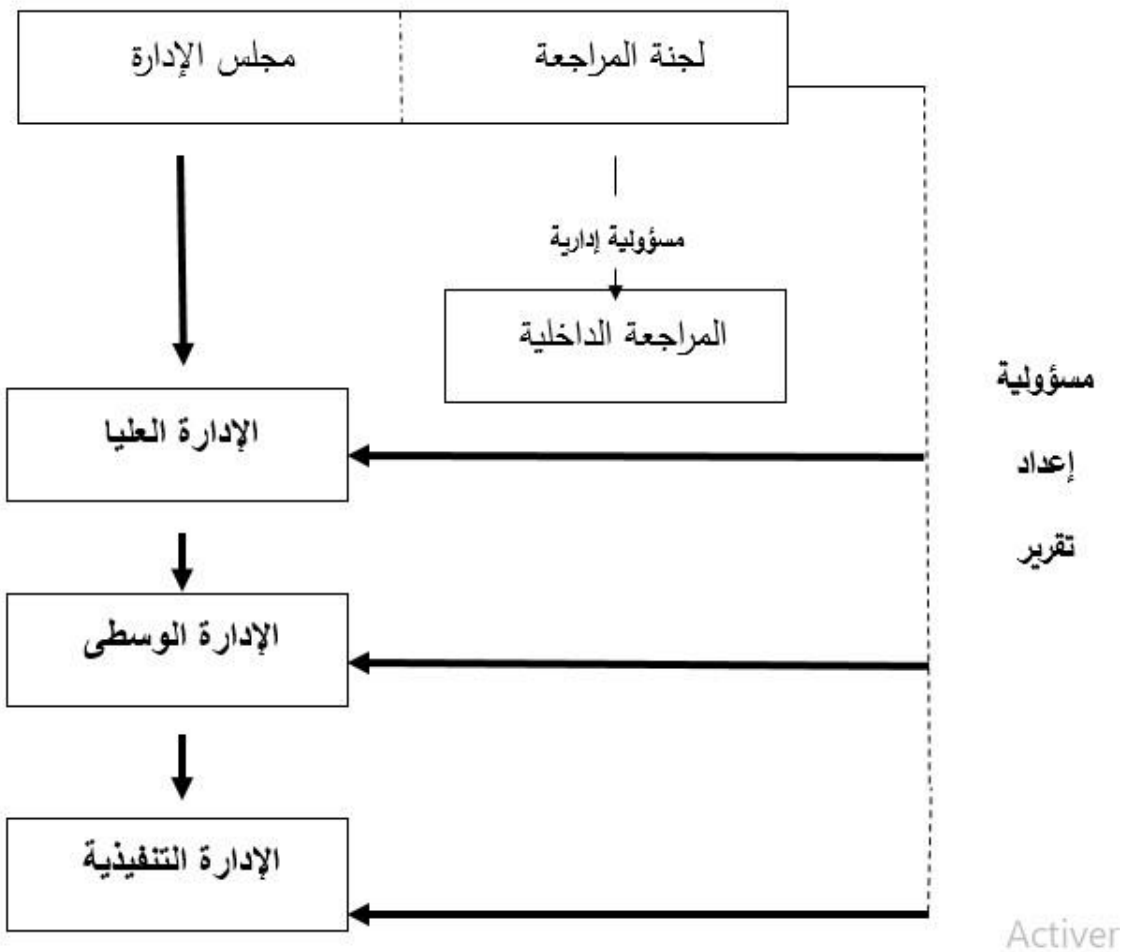 لجنة المراجعة
مجلس الإدارة
مسؤولية إدارية
المراجعة الداخلية
مسؤولية
إعداد
تقرير
الإدارة العليا
الإدارة الوسطى
الإدارة التنفيذية
Activer